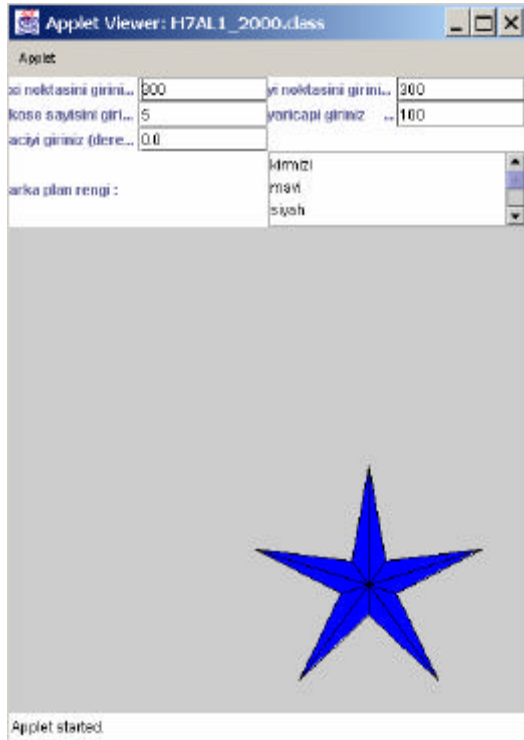 Applet Viewer: H7AL1_2000.class
Applet
xi noktasini girini... 300 yi noktasini girini... 300
kose sayisini giri... 5 yaricapi giriniz ... 100
aciyi giriniz (dere... 0.0
kirmizi
mavi
arka plan rengi :
siyah
Applet started.